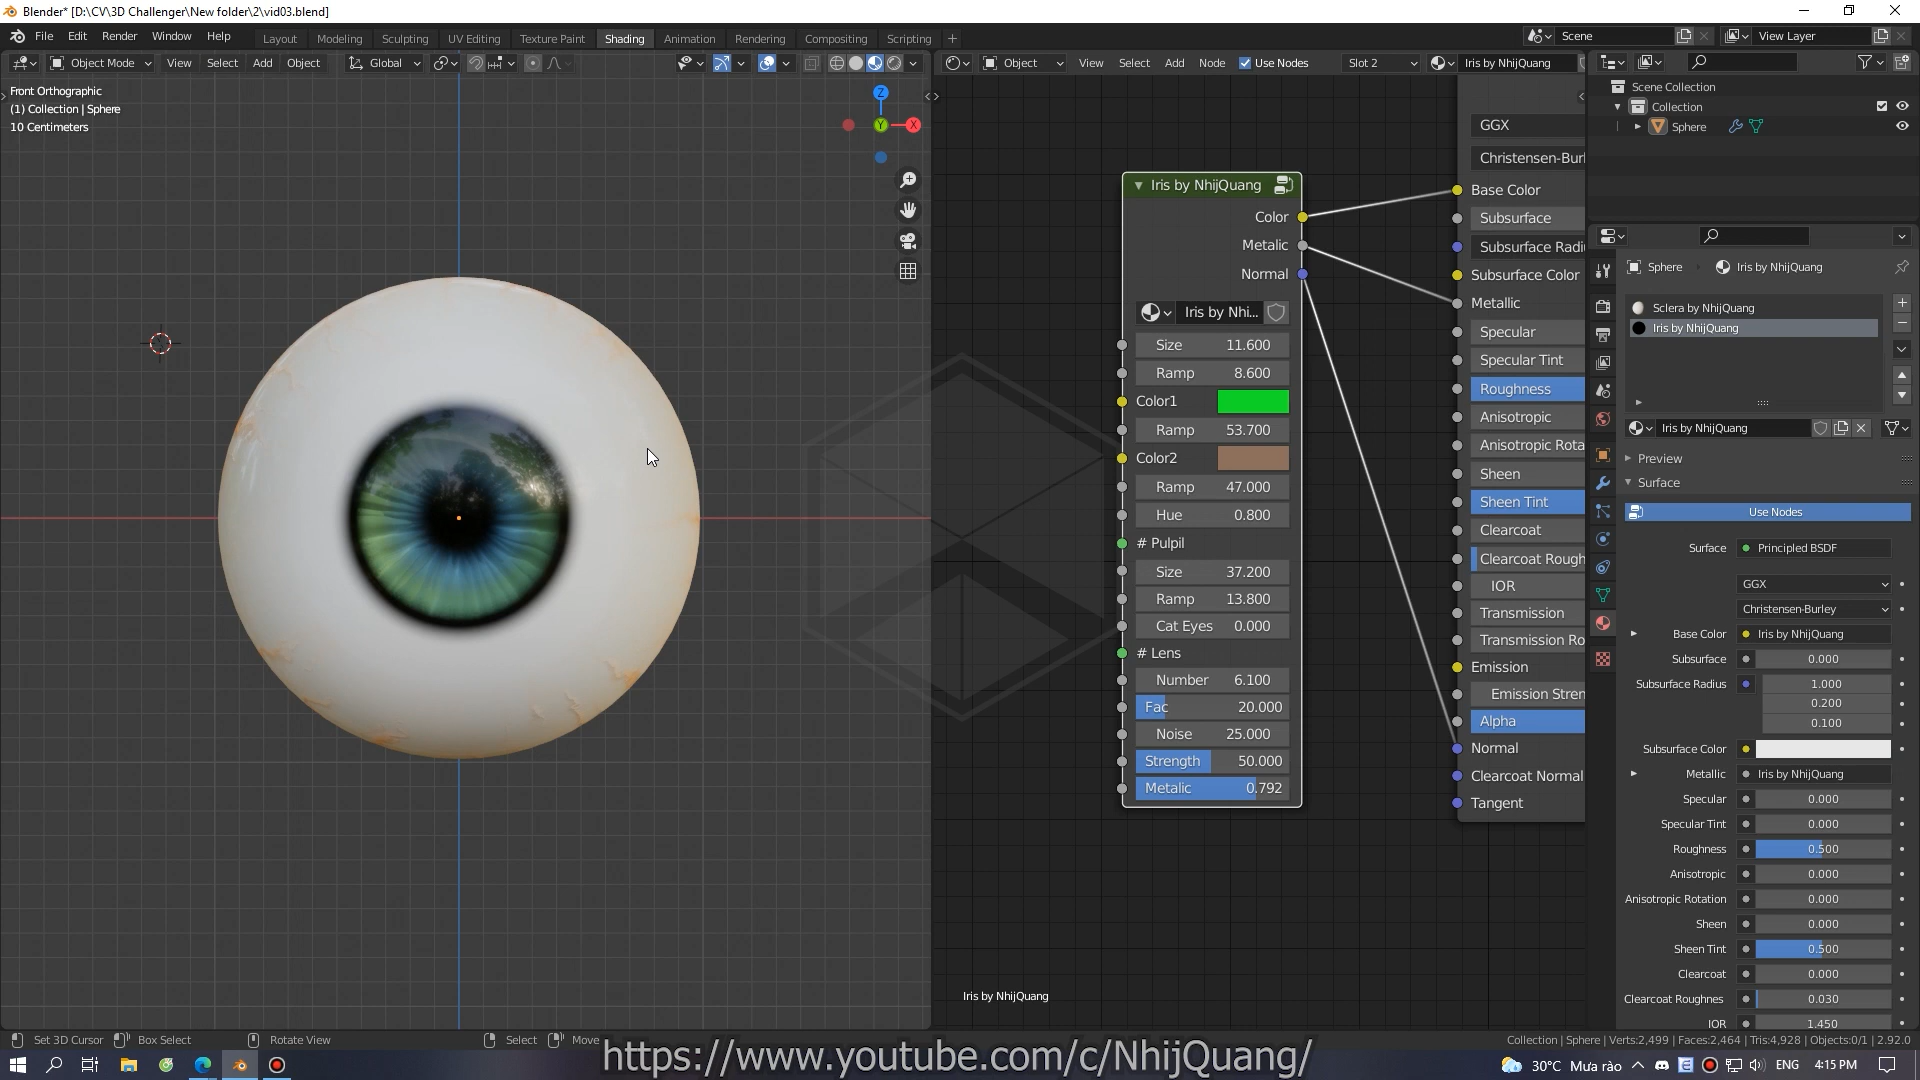 Blender* [D:\CV\3D Challenger\New folder\2\vid03.blend]
File Edit Render Window Help
Layout Modeling Sculpting UV Editing Texture Paint Shading Animation Rendering Compositing Scripting
Scene
View Layer
Object Mode View Select Add Object Global
Object View Select Add Node Use Nodes Slot 2 Iris by NhijQuang
Front Orthographic
(1) Collection | Sphere
10 Centimeters
Z
Y
X
Iris by NhijQuang
Color
Metalic
Normal
Iris by Nhi...
Size 11.600
Ramp 8.600
Color1
Ramp 53.700
Color2
Ramp 47.000
Hue 0.800
# Pulpil
Size 37.200
Ramp 13.800
Cat Eyes 0.000
# Lens
Number 6.100
Fac 20.000
Noise 25.000
Strength 50.000
Metalic 0.792
GGX
Christensen-Burl
Base Color
Subsurface
Subsurface Radi
Subsurface Color
Metallic
Specular
Specular Tint
Roughness
Anisotropic
Anisotropic Rota
Sheen
Sheen Tint
Clearcoat
Clearcoat Rough
IOR
Transmission
Transmission Ro
Emission
Emission Stren
Alpha
Normal
Clearcoat Normal
Tangent
Iris by NhijQuang
Scene Collection
Collection
Sphere
Sphere Iris by NhijQuang
Sclera by NhijQuang
Iris by NhijQuang
Iris by NhijQuang
Preview
Surface
Use Nodes
Surface Principled BSDF
GGX
Christensen-Burley
Base Color Iris by NhijQuang
Subsurface 0.000
Subsurface Radius 1.000
0.200
0.100
Subsurface Color
Metallic Iris by NhijQuang
Specular 0.000
Specular Tint 0.000
Roughness 0.500
Anisotropic 0.000
Anisotropic Rotation 0.000
Sheen 0.000
Sheen Tint 0.500
Clearcoat 0.000
Clearcoat Roughnes 0.030
IOR 1.450
Set 3D Cursor Box Select Rotate View Select Move
Collection | Sphere | Verts:2,499 | Faces:2,464 | Tris:4,928 | Objects:0/1 | 2.92.0
https://www.youtube.com/c/NhijQuang/
30°C Mưa rào ENG 4:15 PM